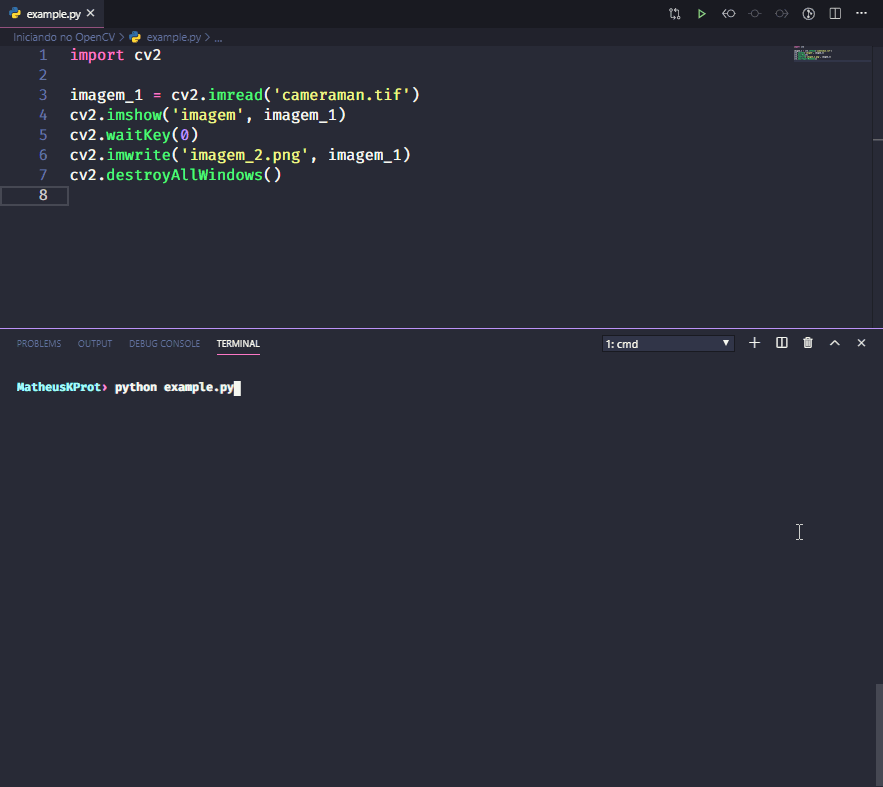 example.py
Iniciando no OpenCV > example.py > ...
1 import cv2
2
3 imagem_1 = cv2.imread('cameraman.tif')
4 cv2.imshow('imagem', imagem_1)
5 cv2.waitKey(0)
6 cv2.imwrite('imagem_2.png', imagem_1)
7 cv2.destroyAllWindows()
8
PROBLEMS OUTPUT DEBUG CONSOLE TERMINAL 1: cmd
MatheusKProt› python example.py